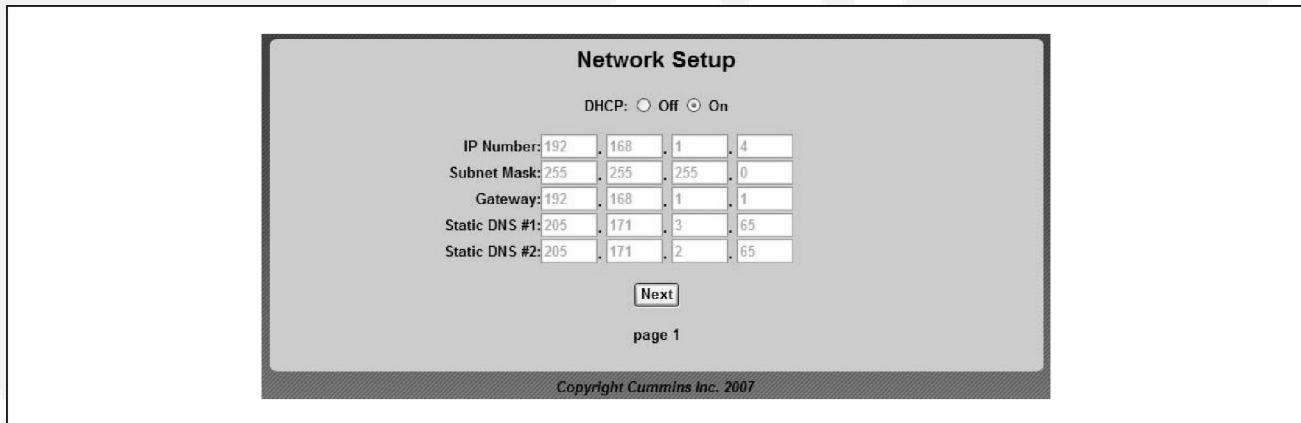 Network Setup
DHCP: Off On
IP Number: 192 . 168 . 1 . 4
Subnet Mask: 255 . 255 . 255 . 0
Gateway: 192 . 168 . 1 . 1
Static DNS #1: 205 . 171 . 3 . 65
Static DNS #2: 205 . 171 . 2 . 65
Next
page 1
Copyright Cummins Inc. 2007